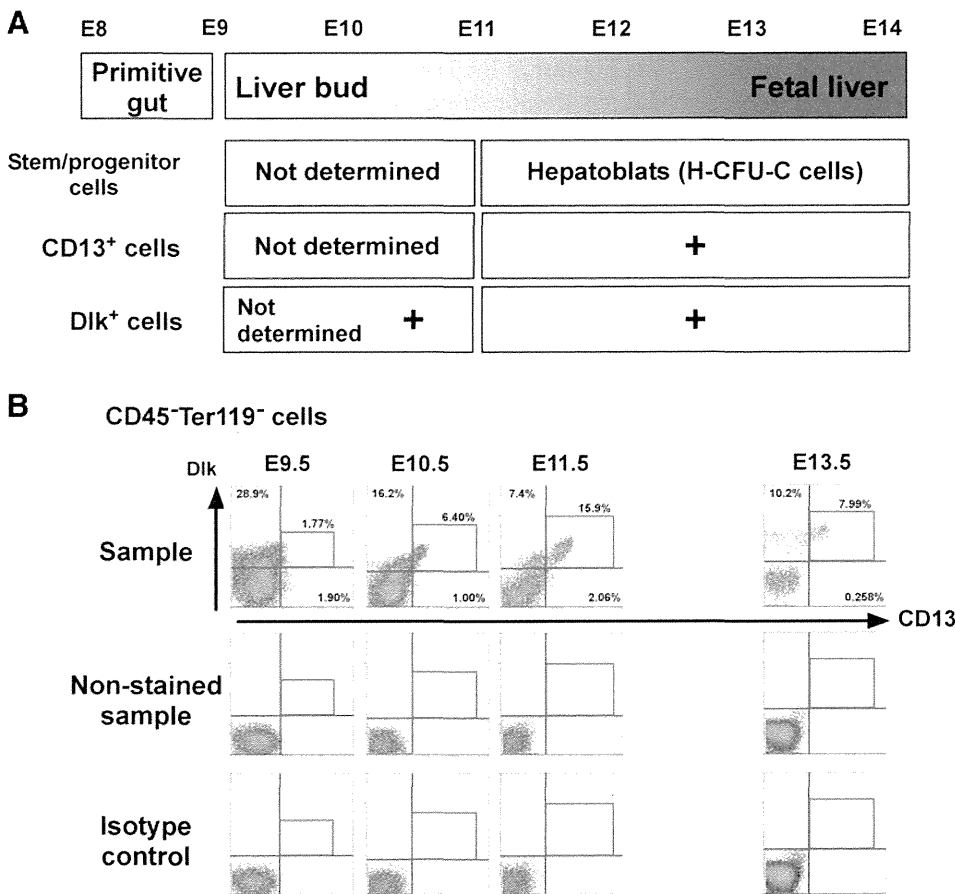 A
E8 E9 E10 E11 E12 E13 E14
Primitive
gut
Liver bud
Fetal liver
Stem/progenitor
cells
Not determined
Hepatoblats (H-CFU-C cells)
CD13⁺ cells
Not determined
+
Dlk⁺ cells
Not
determined
+
+
B
CD45⁻Ter119⁻ cells
Dlk
E9.5 E10.5 E11.5 E13.5
Sample
28.9% 1.77% 1.90%
16.2% 6.40% 1.00%
7.4% 15.9% 2.06%
10.2% 7.99% 0.258%
CD13
Non-stained
sample
Isotype
control